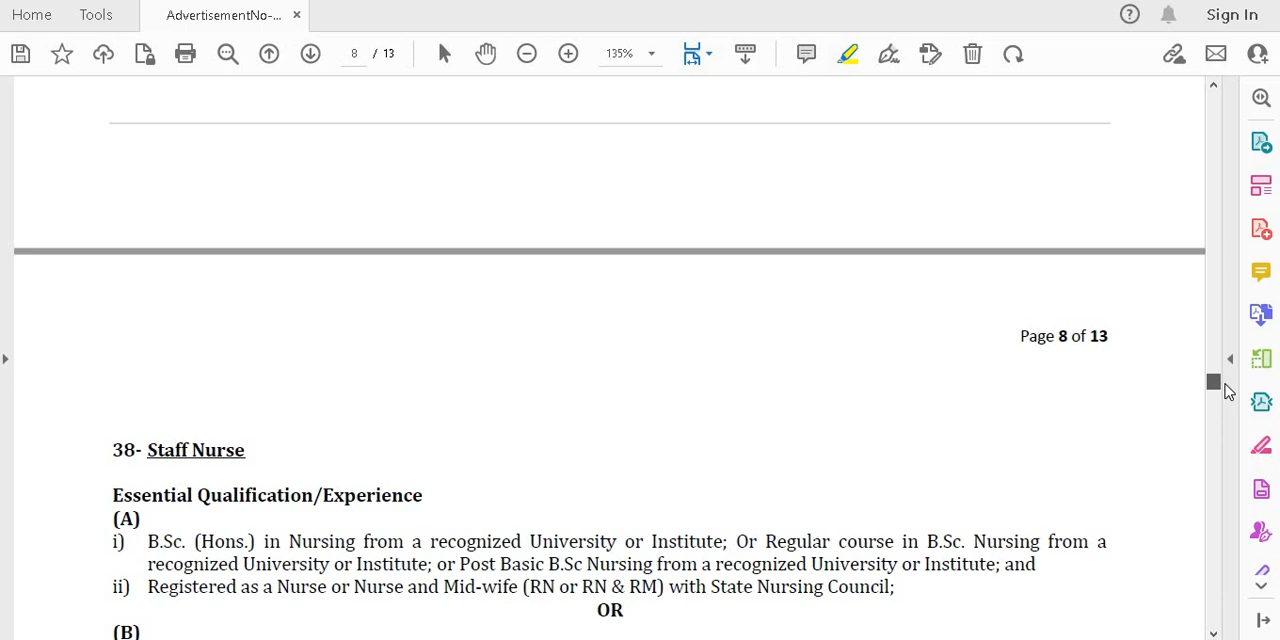 Home Tools AdvertisementNo-... × Sign In
8 / 13 135%
Page 8 of 13
38- Staff Nurse
Essential Qualification/Experience
(A)
i) B.Sc. (Hons.) in Nursing from a recognized University or Institute; Or Regular course in B.Sc. Nursing from a
recognized University or Institute; or Post Basic B.Sc Nursing from a recognized University or Institute; and
ii) Registered as a Nurse or Nurse and Mid-wife (RN or RN & RM) with State Nursing Council;
OR
(B)